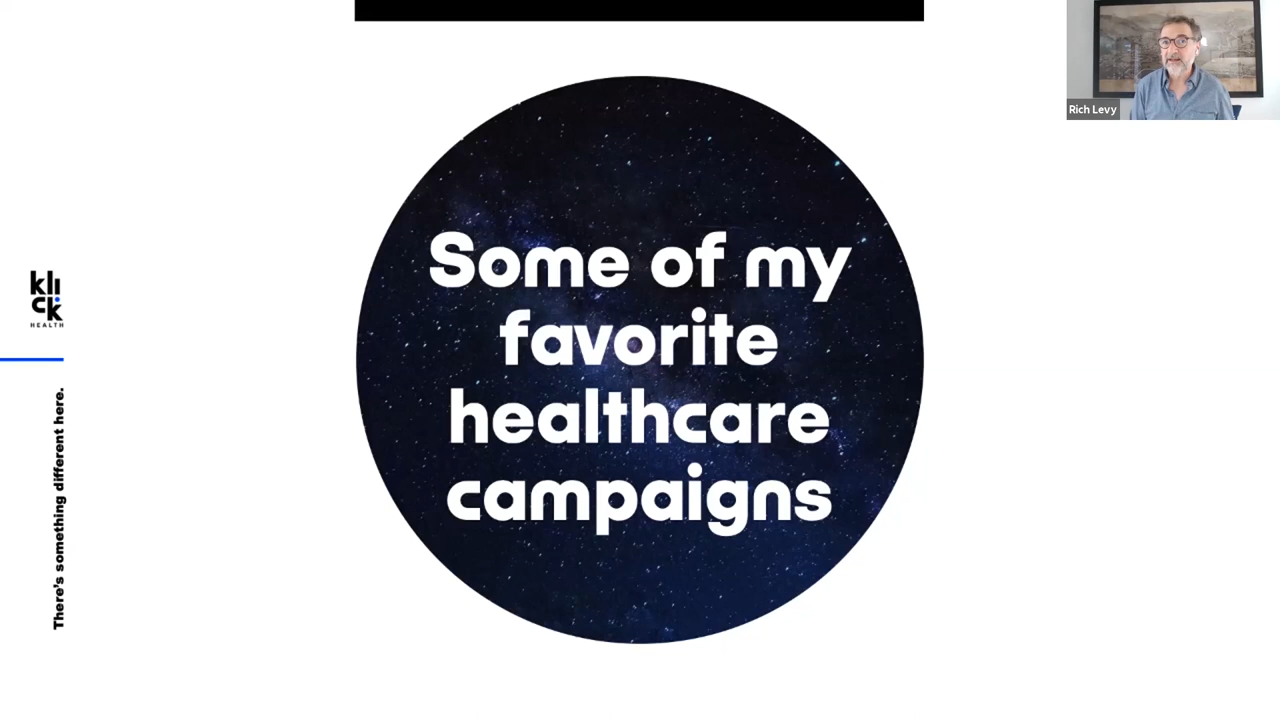 Some of my
favorite
healthcare
campaigns
klick
HEALTH
There's something different here.
Rich Levy